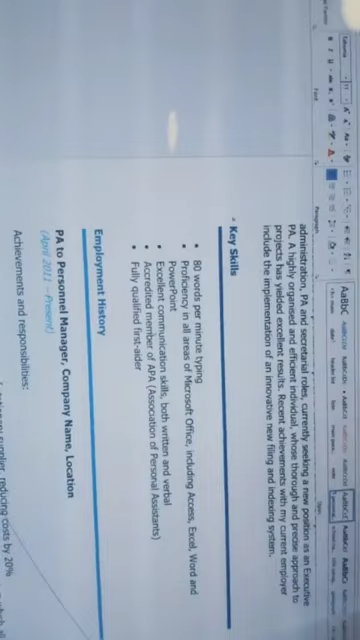 administration, PA and secretarial roles, currently seeking a new position as an Executive
PA. A highly organised and efficient individual, whose thorough and precise approach to
projects has yielded excellent results. Recent achievements with my current employer
include the implementation of an innovative new filing and indexing system.
Key Skills
• 80 words per minute typing
• Proficiency in all areas of Microsoft Office, including Access, Excel, Word and
PowerPoint
• Excellent communication skills, both written and verbal
• Accredited member of APA (Association of Personal Assistants)
• Fully qualified first-aider
Employment History
PA to Personnel Manager, Company Name, Location
(April 2011 – Present)
Achievements and responsibilities:
supplier, reducing costs by 20%